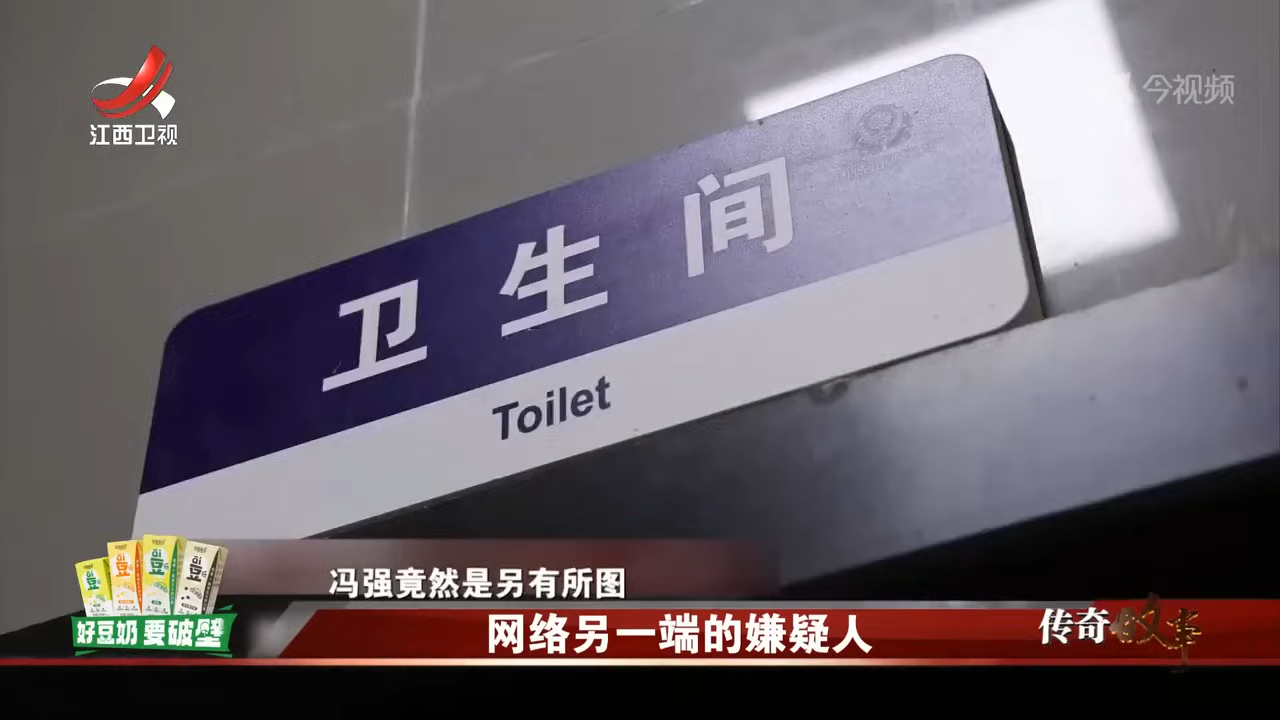 江西卫视
今视频
卫生间
Toilet
冯强竟然是另有所图
网络另一端的嫌疑人
传奇故事
好豆奶 要破壁